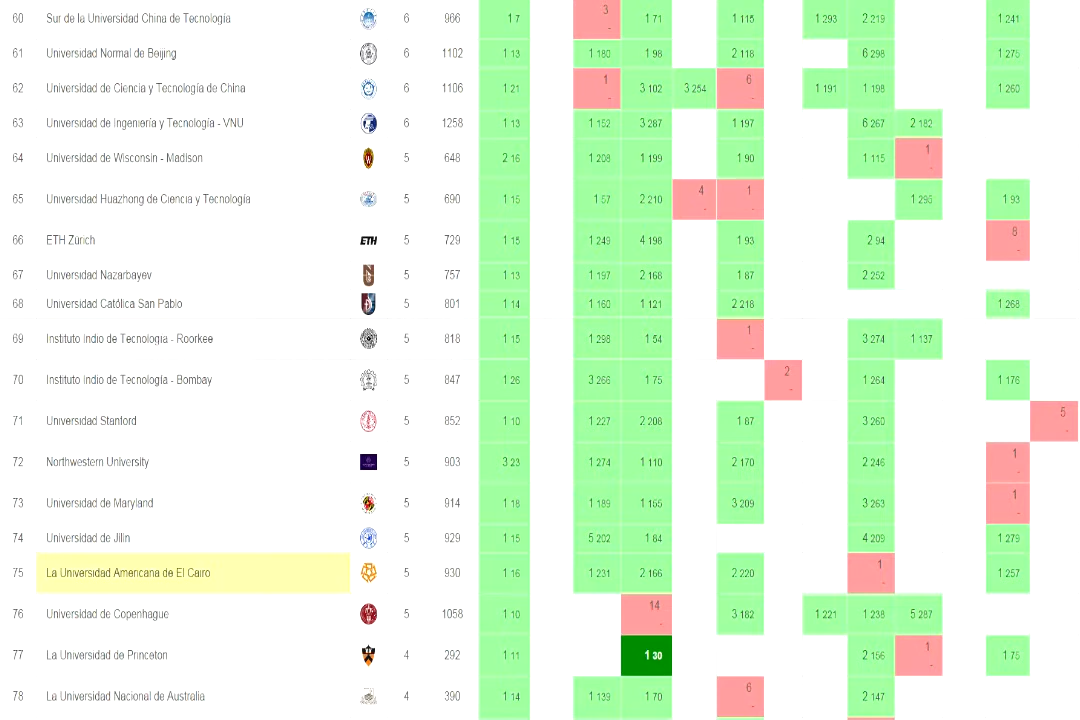 60 Sur de la Universidad China de Tecnología 6 966 1 7 3 - 1 71 1 115 1 293 2 219 1 241
61 Universidad Normal de Beijing 6 1102 1 13 1 180 1 98 2 118 6 298 1 275
62 Universidad de Ciencia y Tecnología de China 6 1106 1 21 1 - 3 102 3 254 6 - 1 191 1 198 1 260
63 Universidad de Ingeniería y Tecnología - VNU 6 1258 1 13 1 152 3 287 1 197 6 267 2 182
64 Universidad de Wisconsin - Madison 5 648 2 16 1 208 1 199 1 90 1 115 1 -
65 Universidad Huazhong de Ciencia y Tecnología 5 690 1 15 1 57 2 210 4 - 1 - 1 295 1 93
66 ETH Zürich ETH 5 729 1 15 1 249 4 198 1 93 2 94 8 -
67 Universidad Nazarbayev 5 757 1 13 1 197 2 168 1 87 2 252
68 Universidad Católica San Pablo 5 801 1 14 1 160 1 121 2 218 1 268
69 Instituto Indio de Tecnología - Roorkee 5 818 1 15 1 298 1 54 1 - 3 274 1 137
70 Instituto Indio de Tecnología - Bombay 5 847 1 26 3 266 1 75 2 - 1 264 1 176
71 Universidad Stanford 5 852 1 10 1 227 2 208 1 87 3 260 5 -
72 Northwestern University 5 903 3 23 1 274 1 110 2 170 2 246 1 -
73 Universidad de Maryland 5 914 1 18 1 189 1 155 3 209 3 263 1 -
74 Universidad de Jilin 5 929 1 15 5 202 1 84 4 209 1 279
75 La Universidad Americana de El Cairo 5 930 1 16 1 231 2 166 2 220 1 - 1 257
76 Universidad de Copenhague 5 1058 1 10 14 - 3 182 1 221 1 238 5 287
77 La Universidad de Princeton 4 292 1 11 1 30 2 156 1 - 1 75
78 La Universidad Nacional de Australia 4 390 1 14 1 139 1 70 6 - 2 147